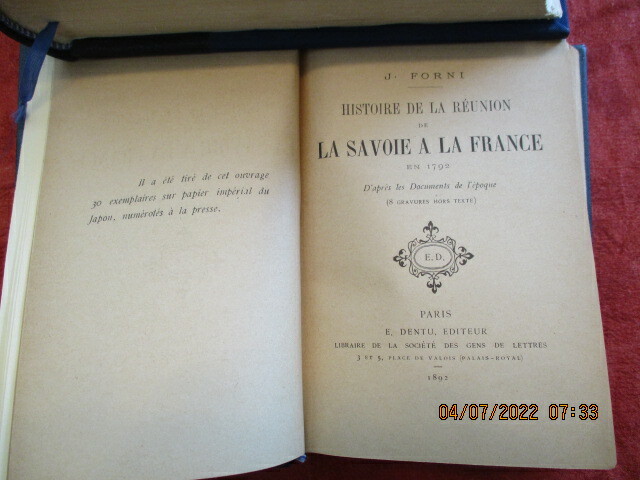 Il a été tiré de cet ouvrage
30 exemplaires sur papier impérial du
Japon, numérotés à la presse.
J. FORNI
HISTOIRE DE LA RÉUNION
DE
LA SAVOIE A LA FRANCE
EN 1792
D'après les Documents de l'époque
(8 GRAVURES HORS TEXTE)
E.D.
PARIS
E. DENTU, EDITEUR
LIBRAIRE DE LA SOCIÉTÉ DES GENS DE LETTRES
3 ET 5, PLACE DE VALOIS (PALAIS-ROYAL)
1892
04/07/2022 07:33